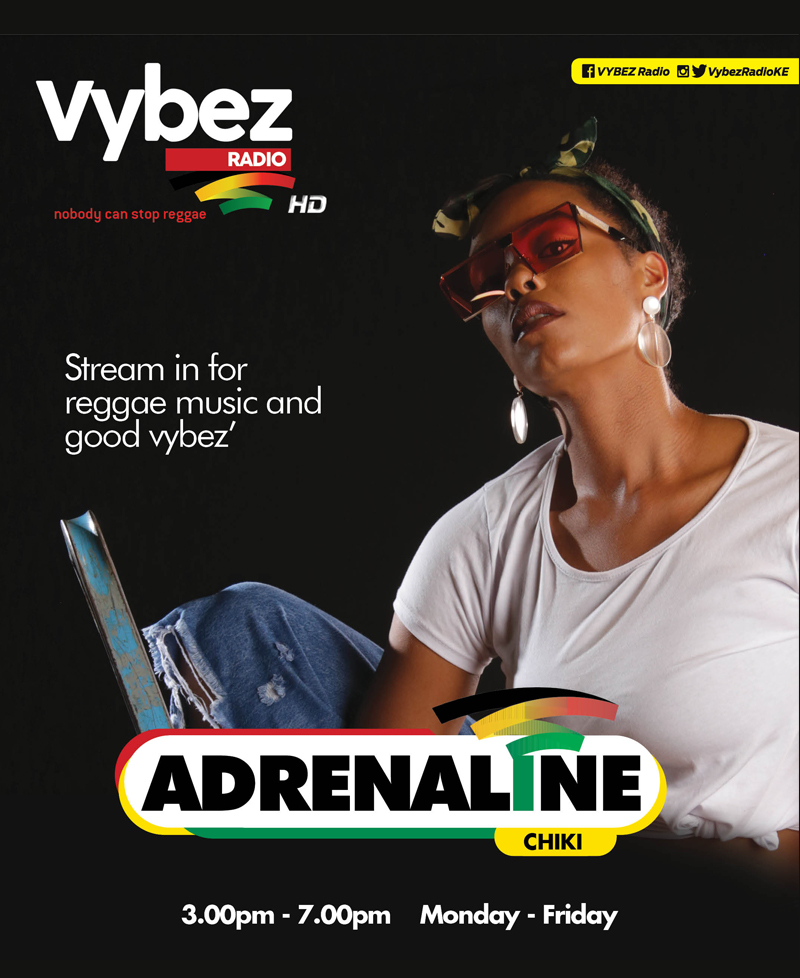 VYBEZ Radio VybezRadioKE
Vybez
RADIO
HD
nobody can stop reggae
Stream in for
reggae music and
good vybez’
ADRENALINE
CHIKI
3.00pm - 7.00pm Monday - Friday